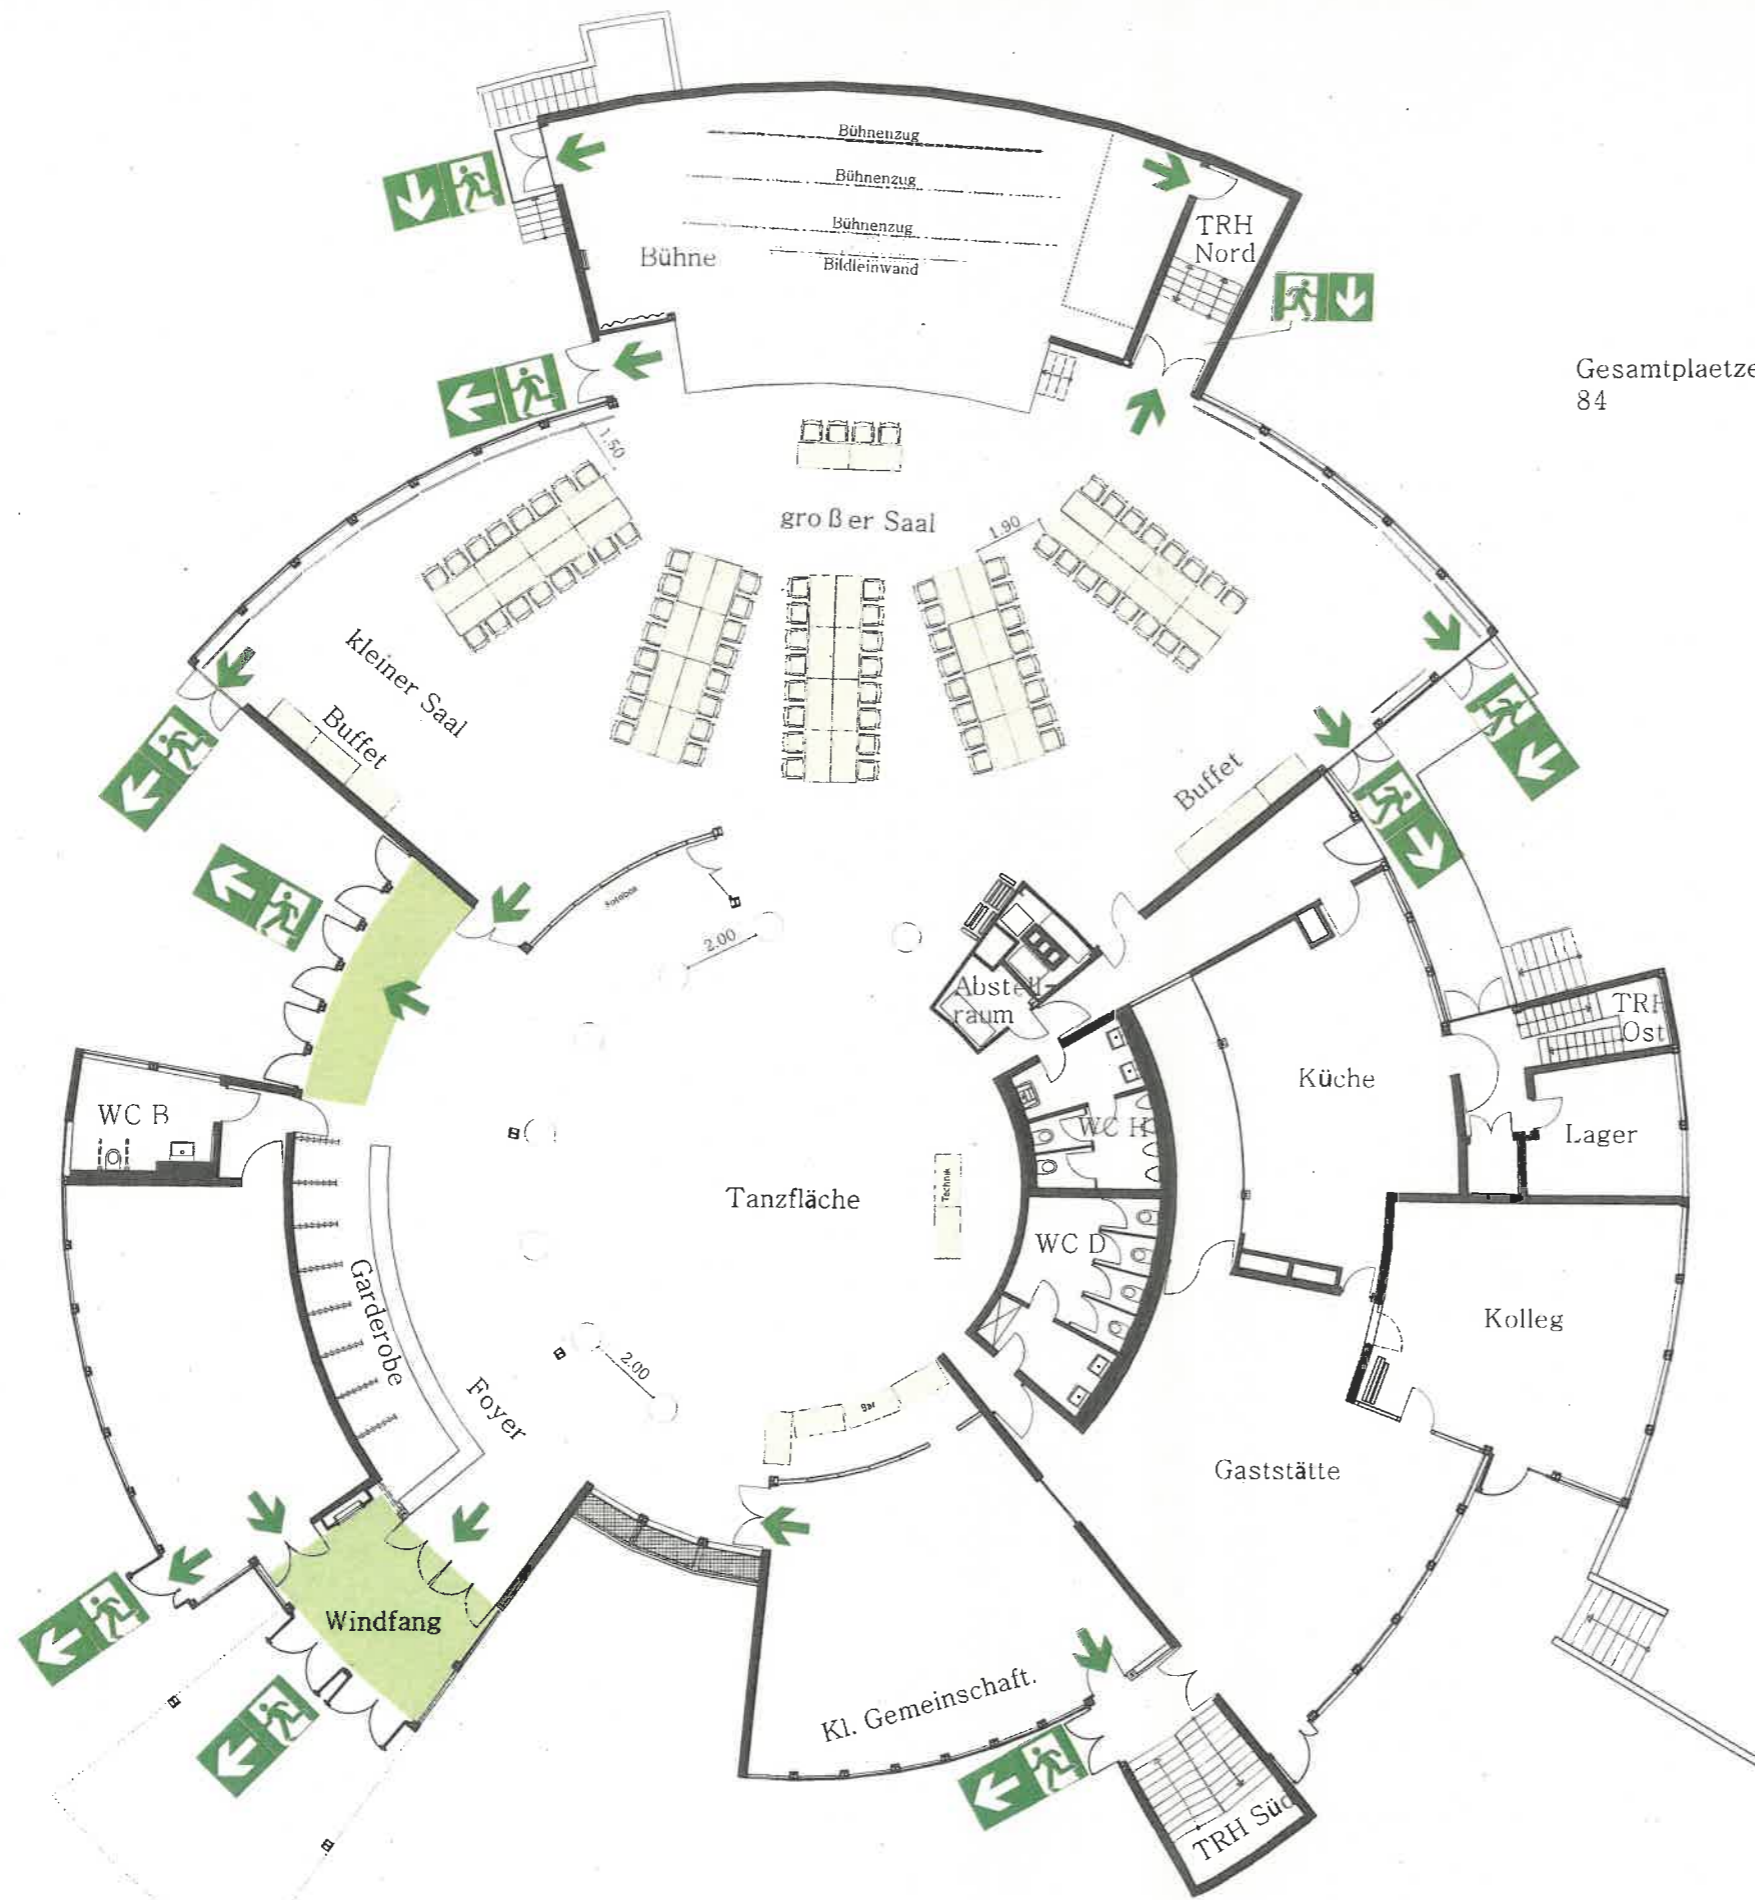 Bühnenzug
Bühnenzug
Bühnenzug
Bildleinwand
Bühne
TRH
Nord
Gesamtplaetze
84
1.50
großer Saal
1.90
kleiner Saal
Buffet
Buffet
Fotobox
2.00
Abstell-
raum
TRH
Ost
Küche
WC B
WC H
Lager
Technik
Tanzfläche
WC D
Garderobe
Kolleg
2.00
Foyer
Bar
Gaststätte
Windfang
Kl. Gemeinschaft.
TRH Süd